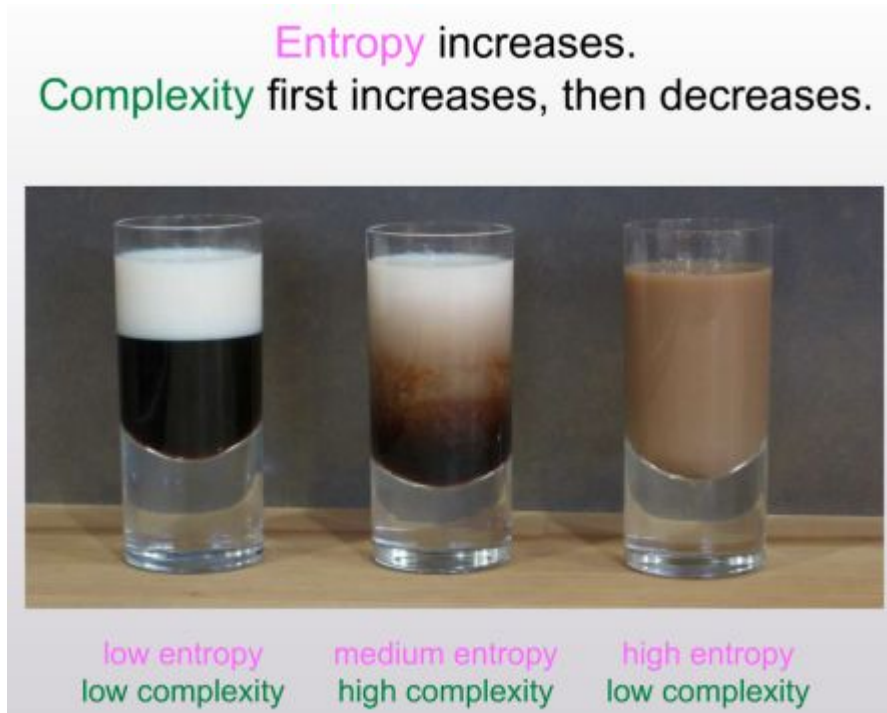 Entropy increases.
Complexity first increases, then decreases.
low entropy medium entropy high entropy
low complexity high complexity low complexity